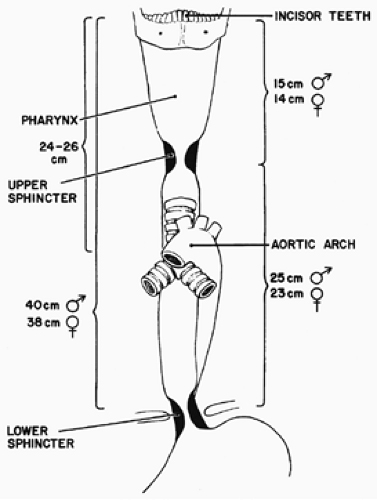 INCISOR TEETH
15cm ♂
14cm ♀
PHARYNX
24-26
cm
UPPER
SPHINCTER
AORTIC ARCH
25cm ♂
23cm ♀
40cm ♂
38cm ♀
LOWER
SPHINCTER